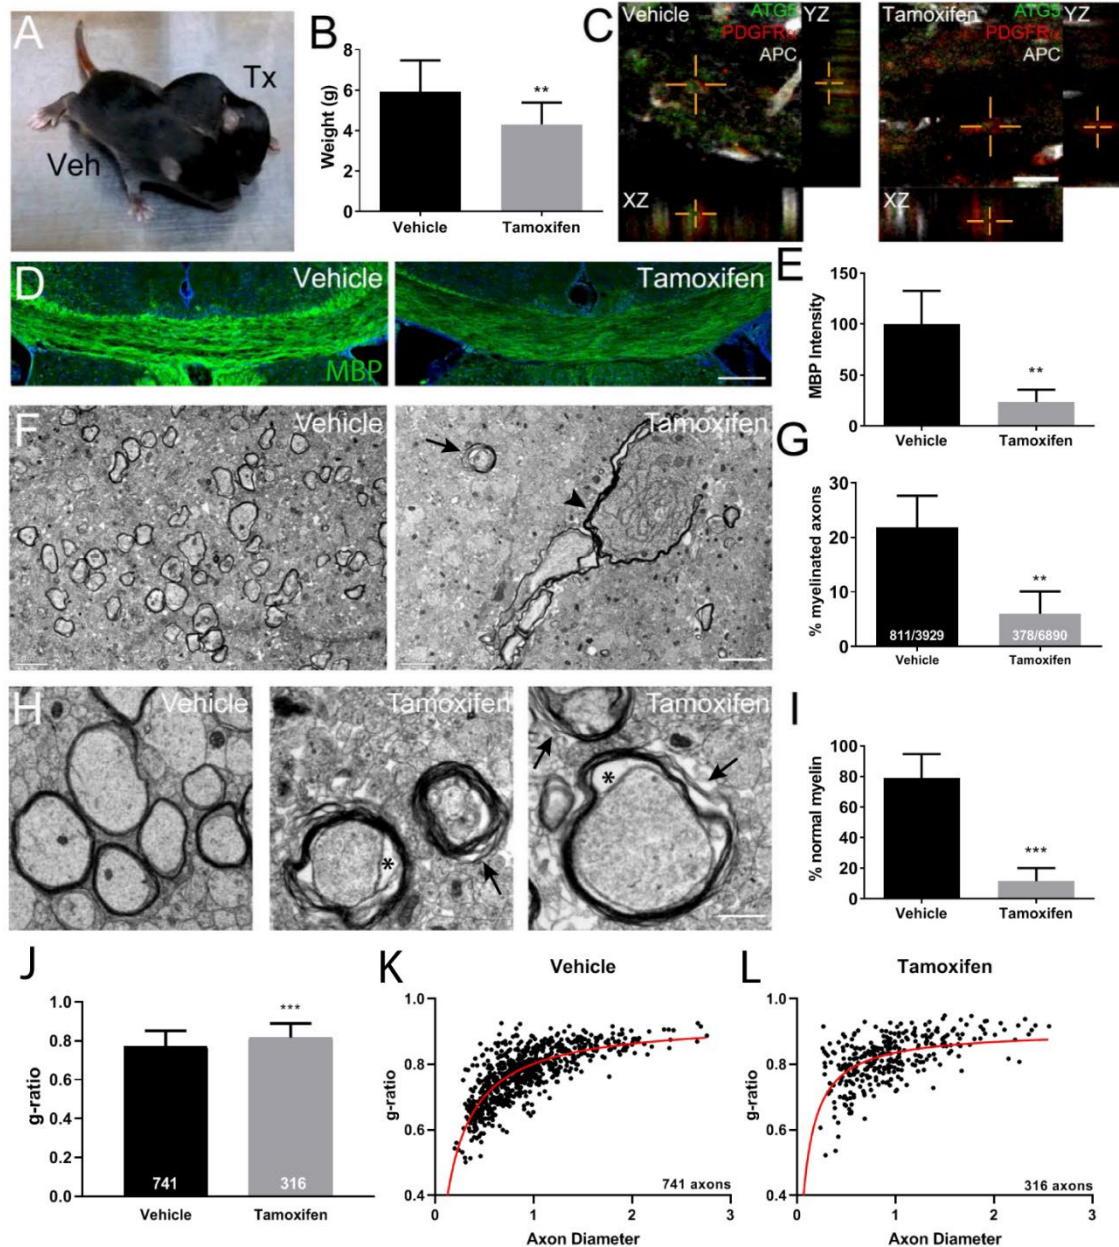 A
Tx
Veh
B
Weight (g)
8
6
4
2
0
**
Vehicle
Tamoxifen
C
Vehicle
ATG5
PDGFRα
APC
YZ
XZ
Tamoxifen
ATG5
PDGFRα
APC
YZ
XZ
D
Vehicle
MBP
Tamoxifen
E
MBP Intensity
150
100
50
0
**
Vehicle
Tamoxifen
F
Vehicle
Tamoxifen
G
% myelinated axons
30
20
10
0
**
811/3929
378/6890
Vehicle
Tamoxifen
H
Vehicle
Tamoxifen
*
Tamoxifen
*
I
% normal myelin
100
80
60
40
20
0
***
Vehicle
Tamoxifen
J
g-ratio
1.0
0.8
0.6
0.4
0.2
0.0
***
741
316
Vehicle
Tamoxifen
K
Vehicle
g-ratio
1.0
0.8
0.6
0.4
741 axons
0 1 2 3
Axon Diameter
L
Tamoxifen
g-ratio
1.0
0.8
0.6
0.4
316 axons
0 1 2 3
Axon Diameter